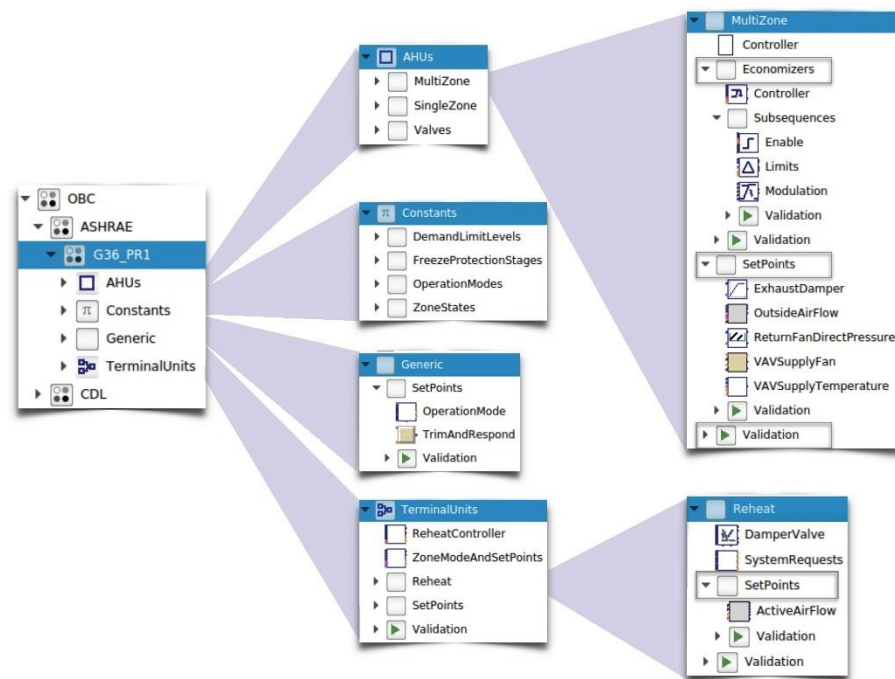 OBC
ASHRAE
G36_PR1
AHUs
Constants
Generic
TerminalUnits
CDL
AHUs
MultiZone
SingleZone
Valves
π Constants
DemandLimitLevels
FreezeProtectionStages
OperationModes
ZoneStates
Generic
SetPoints
OperationMode
TrimAndRespond
Validation
TerminalUnits
ReheatController
ZoneModeAndSetPoints
Reheat
SetPoints
Validation
MultiZone
Controller
Economizers
Controller
Subsequences
Enable
Limits
Modulation
Validation
Validation
SetPoints
ExhaustDamper
OutsideAirFlow
ReturnFanDirectPressure
VAVSupplyFan
VAVSupplyTemperature
Validation
Validation
Reheat
DamperValve
SystemRequests
SetPoints
ActiveAirFlow
Validation
Validation